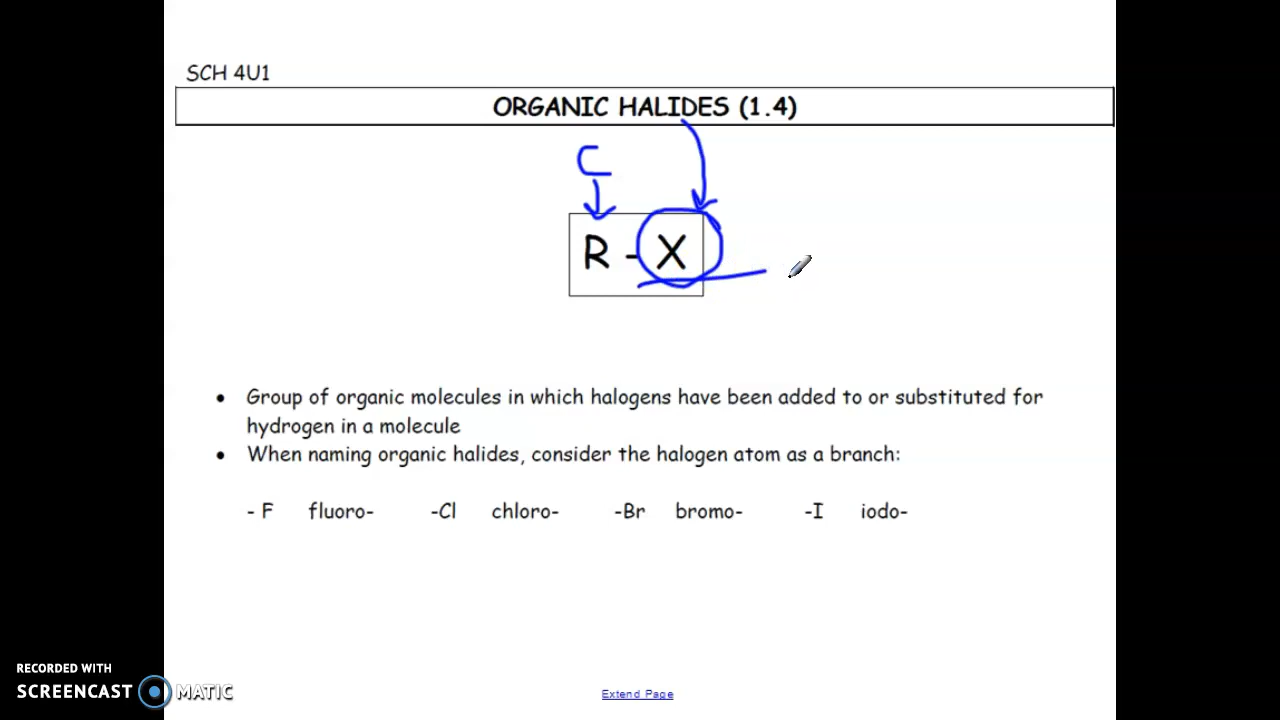 SCH 4U1
ORGANIC HALIDES (1.4)
C
R - X
• Group of organic molecules in which halogens have been added to or substituted for
hydrogen in a molecule
• When naming organic halides, consider the halogen atom as a branch:
- F fluoro- -Cl chloro- -Br bromo- -I iodo-
RECORDED WITH
SCREENCAST MATIC
Extend Page